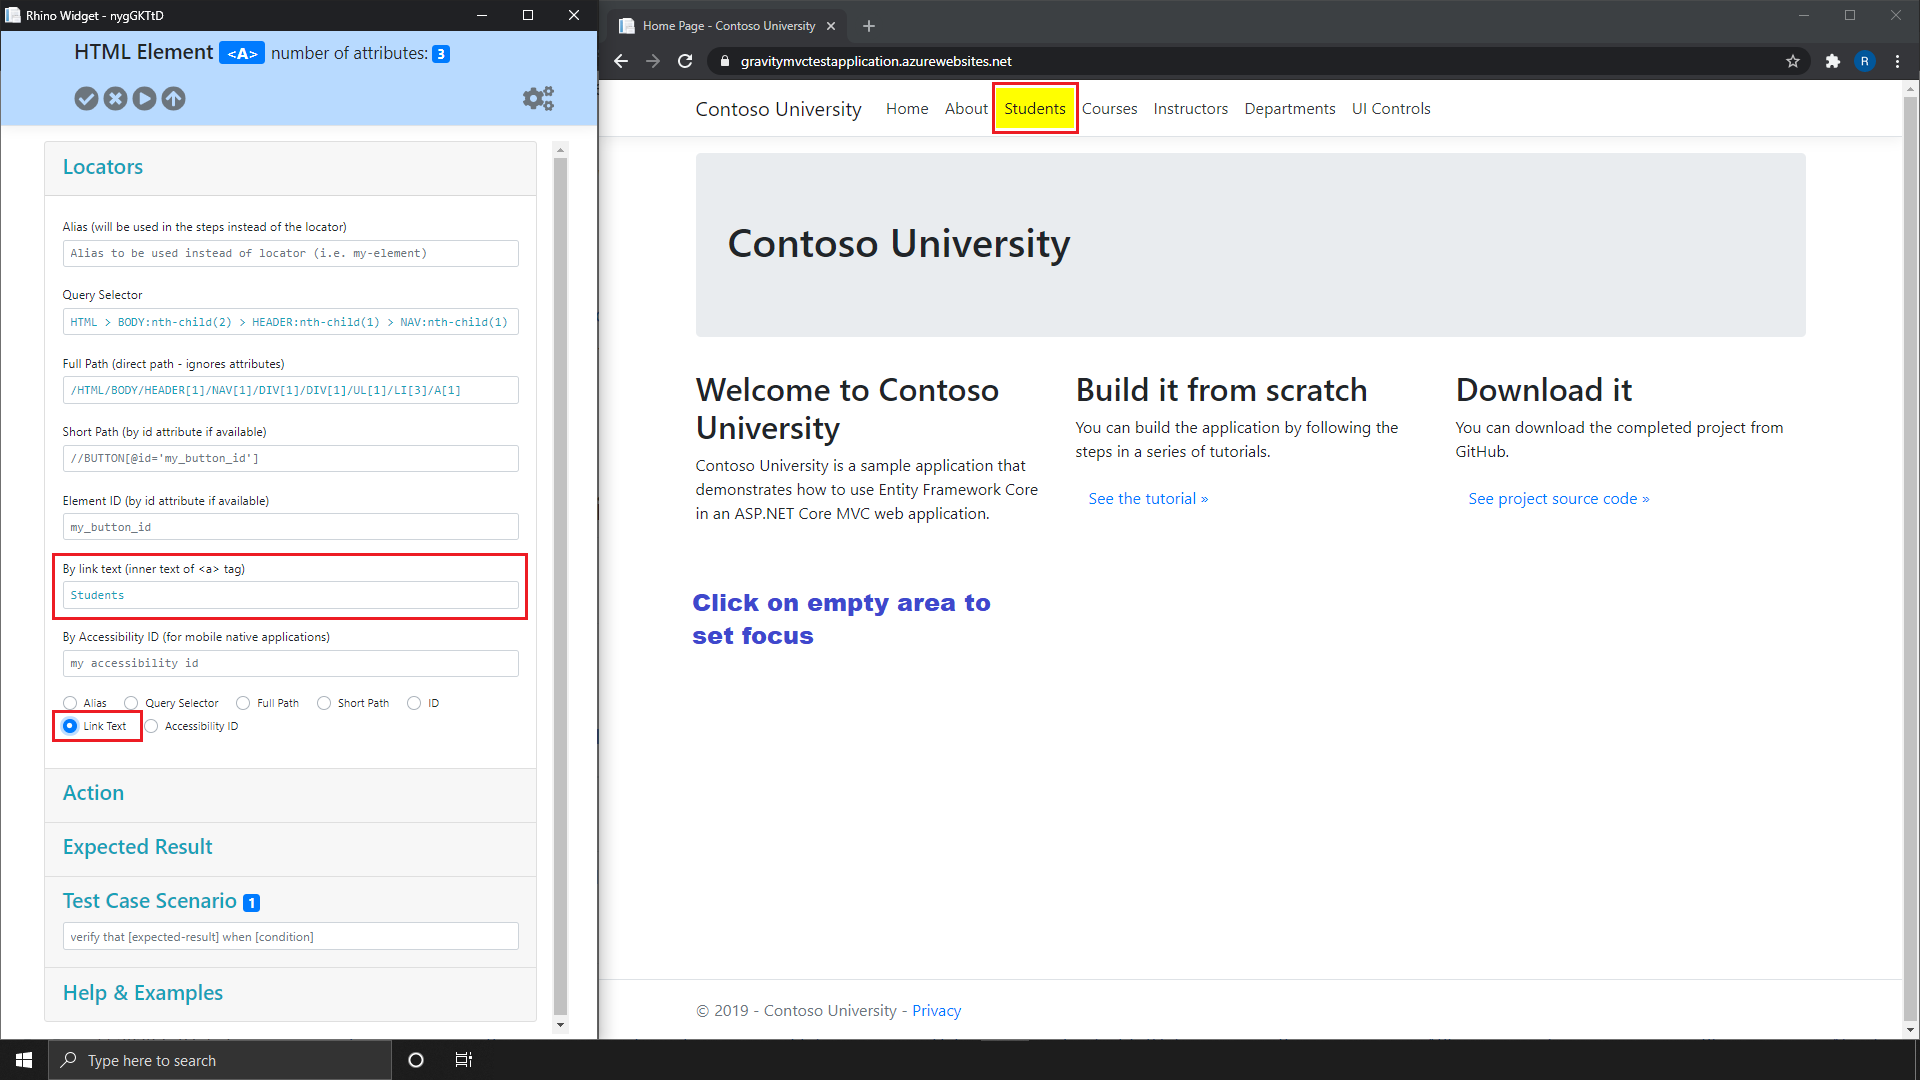 Rhino Widget - nygGKTtD
HTML Element <A> number of attributes: 3
Locators
Alias (will be used in the steps instead of the locator)
Alias to be used instead of locator (i.e. my-element)
Query Selector
HTML > BODY:nth-child(2) > HEADER:nth-child(1) > NAV:nth-child(1)
Full Path (direct path - ignores attributes)
/HTML/BODY/HEADER[1]/NAV[1]/DIV[1]/DIV[1]/UL[1]/LI[3]/A[1]
Short Path (by id attribute if available)
//BUTTON[@id='my_button_id']
Element ID (by id attribute if available)
my_button_id
By link text (inner text of <a> tag)
Students
By Accessibility ID (for mobile native applications)
my accessibility id
Alias Query Selector Full Path Short Path ID
Link Text Accessibility ID
Action
Expected Result
Test Case Scenario 1
verify that [expected-result] when [condition]
Help & Examples
Home Page - Contoso University
gravitymvctestapplication.azurewebsites.net
R
Contoso University Home About Students Courses Instructors Departments UI Controls
Contoso University
Welcome to Contoso
University
Contoso University is a sample application that
demonstrates how to use Entity Framework Core
in an ASP.NET Core MVC web application.
Build it from scratch
You can build the application by following the
steps in a series of tutorials.
See the tutorial »
Download it
You can download the completed project from
GitHub.
See project source code »
Click on empty area to
set focus
© 2019 - Contoso University - Privacy
Type here to search